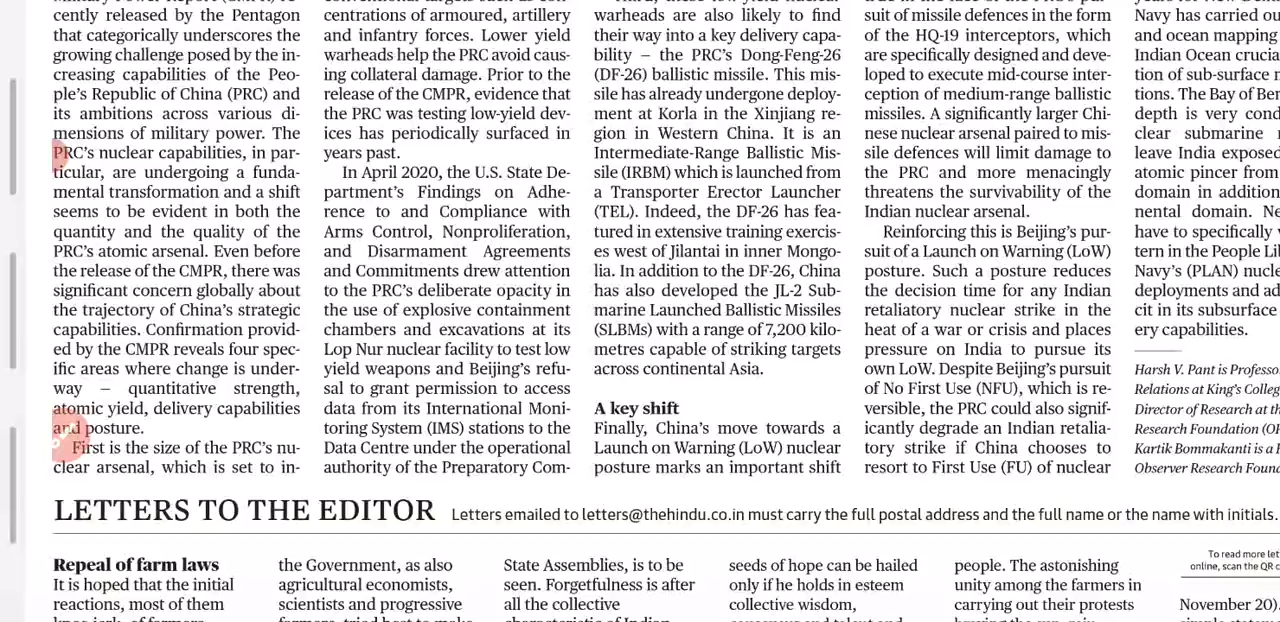 cently released by the Pentagon
that categorically underscores the
growing challenge posed by the in-
creasing capabilities of the Peo-
ple's Republic of China (PRC) and
its ambitions across various di-
mensions of military power. The
PRC's nuclear capabilities, in par-
ticular, are undergoing a funda-
mental transformation and a shift
seems to be evident in both the
quantity and the quality of the
PRC's atomic arsenal. Even before
the release of the CMPR, there was
significant concern globally about
the trajectory of China's strategic
capabilities. Confirmation provid-
ed by the CMPR reveals four spec-
ific areas where change is under-
way — quantitative strength,
atomic yield, delivery capabilities
and posture.
First is the size of the PRC's nu-
clear arsenal, which is set to in-
centrations of armoured, artillery
and infantry forces. Lower yield
warheads help the PRC avoid caus-
ing collateral damage. Prior to the
release of the CMPR, evidence that
the PRC was testing low-yield dev-
ices has periodically surfaced in
years past.
In April 2020, the U.S. State De-
partment's Findings on Adhe-
rence to and Compliance with
Arms Control, Nonproliferation,
and Disarmament Agreements
and Commitments drew attention
to the PRC's deliberate opacity in
the use of explosive containment
chambers and excavations at its
Lop Nur nuclear facility to test low
yield weapons and Beijing's refu-
sal to grant permission to access
data from its International Moni-
toring System (IMS) stations to the
Data Centre under the operational
authority of the Preparatory Com-
warheads are also likely to find
their way into a key delivery capa-
bility — the PRC's Dong-Feng-26
(DF-26) ballistic missile. This mis-
sile has already undergone deploy-
ment at Korla in the Xinjiang re-
gion in Western China. It is an
Intermediate-Range Ballistic Mis-
sile (IRBM) which is launched from
a Transporter Erector Launcher
(TEL). Indeed, the DF-26 has fea-
tured in extensive training exercis-
es west of Jilantai in inner Mongo-
lia. In addition to the DF-26, China
has also developed the JL-2 Sub-
marine Launched Ballistic Missiles
(SLBMs) with a range of 7,200 kilo-
metres capable of striking targets
across continental Asia.
A key shift
Finally, China's move towards a
Launch on Warning (LoW) nuclear
posture marks an important shift
suit of missile defences in the form
of the HQ-19 interceptors, which
are specifically designed and deve-
loped to execute mid-course inter-
ception of medium-range ballistic
missiles. A significantly larger Chi-
nese nuclear arsenal paired to mis-
sile defences will limit damage to
the PRC and more menacingly
threatens the survivability of the
Indian nuclear arsenal.
Reinforcing this is Beijing's pur-
suit of a Launch on Warning (LoW)
posture. Such a posture reduces
the decision time for any Indian
retaliatory nuclear strike in the
heat of a war or crisis and places
pressure on India to pursue its
own LoW. Despite Beijing's pursuit
of No First Use (NFU), which is re-
versible, the PRC could also signif-
icantly degrade an Indian retalia-
tory strike if China chooses to
resort to First Use (FU) of nuclear
Navy has carried ou
and ocean mapping
Indian Ocean crucia
tion of sub-surface
tions. The Bay of Ber
depth is very cond
clear submarine
leave India exposed
atomic pincer from
domain in addition
nental domain. Ne
have to specifically
tern in the People Li
Navy's (PLAN) nucle
deployments and ad
cit in its subsurface
ery capabilities.
Harsh V. Pant is Professo
Relations at King's Colleg
Director of Research at th
Research Foundation (OR
Kartik Bommakanti is a
Observer Research Found
LETTERS TO THE EDITOR Letters emailed to letters@thehindu.co.in must carry the full postal address and the full name or the name with initials.
Repeal of farm laws
It is hoped that the initial
reactions, most of them
the Government, as also
agricultural economists,
scientists and progressive
State Assemblies, is to be
seen. Forgetfulness is after
all the collective
seeds of hope can be hailed
only if he holds in esteem
collective wisdom,
people. The astonishing
unity among the farmers in
carrying out their protests
To read more let
online, scan the QR c
November 20).